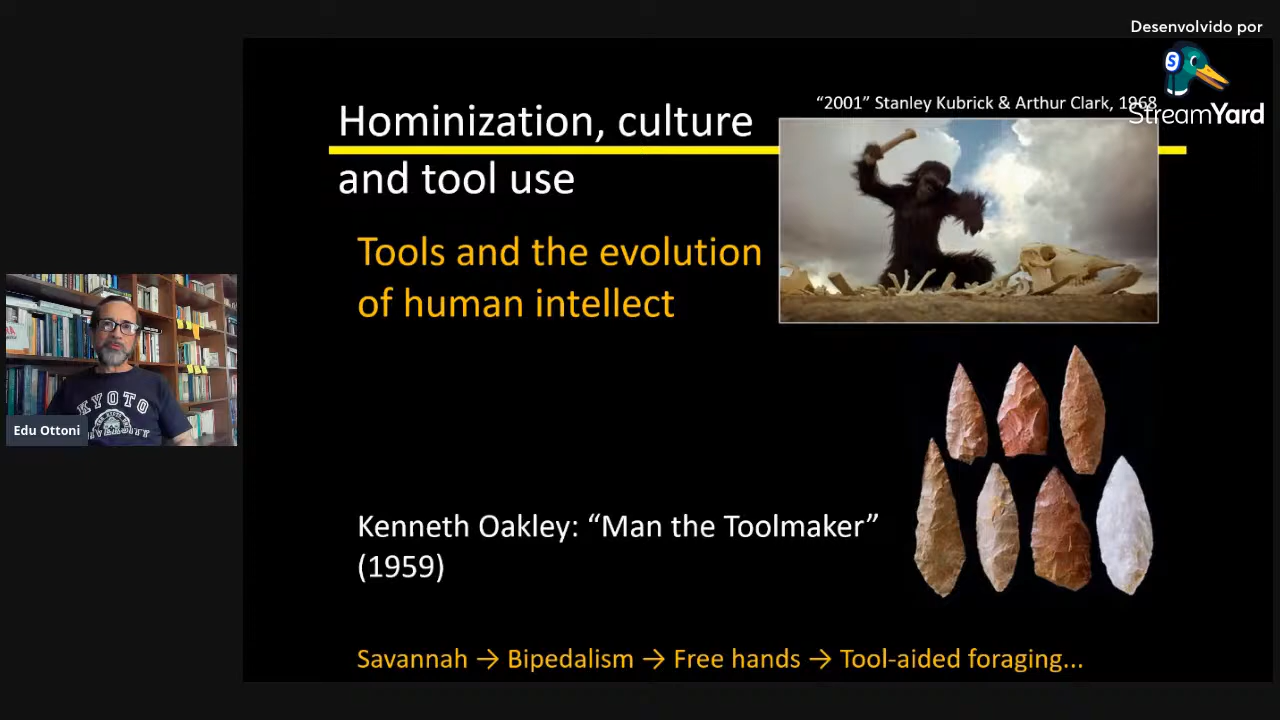 Desenvolvido por
StreamYard
"2001" Stanley Kubrick & Arthur Clark, 1968
Hominization, culture
and tool use
Tools and the evolution
of human intellect
KYOTO
UNIVERSITY
Edu Ottoni
Kenneth Oakley: "Man the Toolmaker"
(1959)
Savannah → Bipedalism → Free hands → Tool-aided foraging...